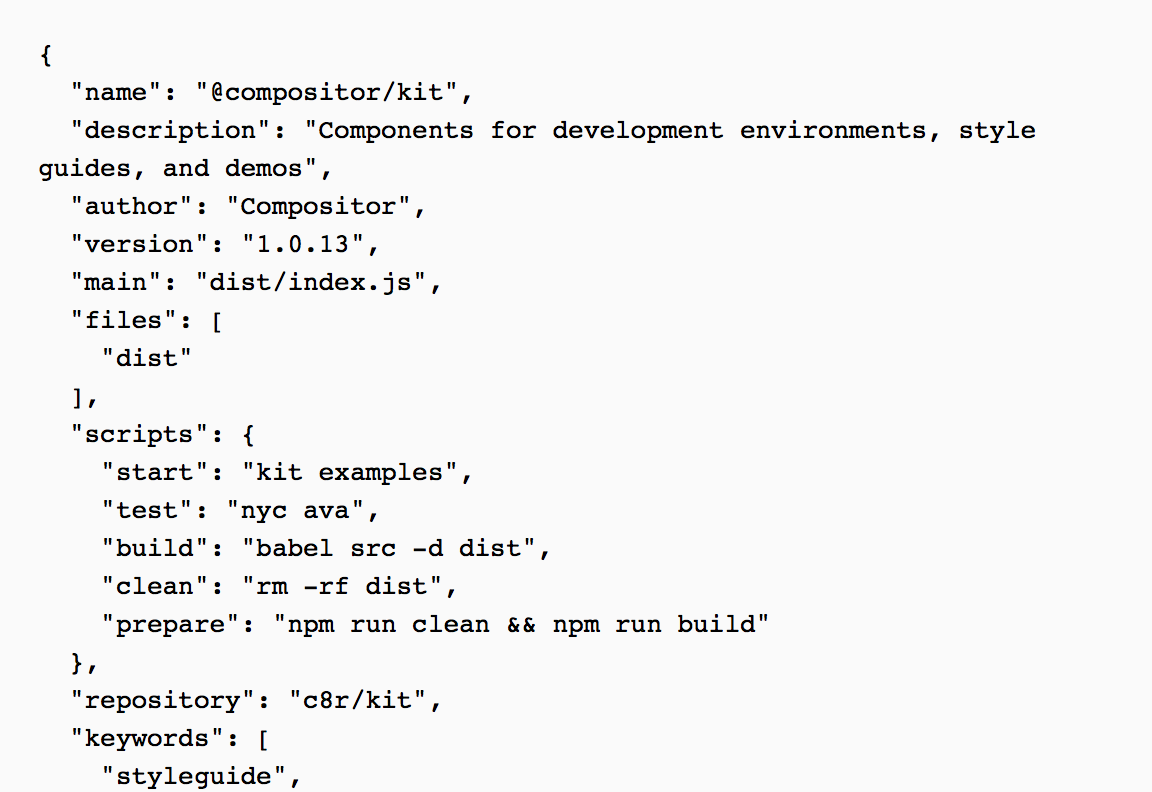 {
  "name": "@compositor/kit",
  "description": "Components for development environments, style
guides, and demos",
  "author": "Compositor",
  "version": "1.0.13",
  "main": "dist/index.js",
  "files": [
    "dist"
  ],
  "scripts": {
    "start": "kit examples",
    "test": "nyc ava",
    "build": "babel src -d dist",
    "clean": "rm -rf dist",
    "prepare": "npm run clean && npm run build"
  },
  "repository": "c8r/kit",
  "keywords": [
    "styleguide",